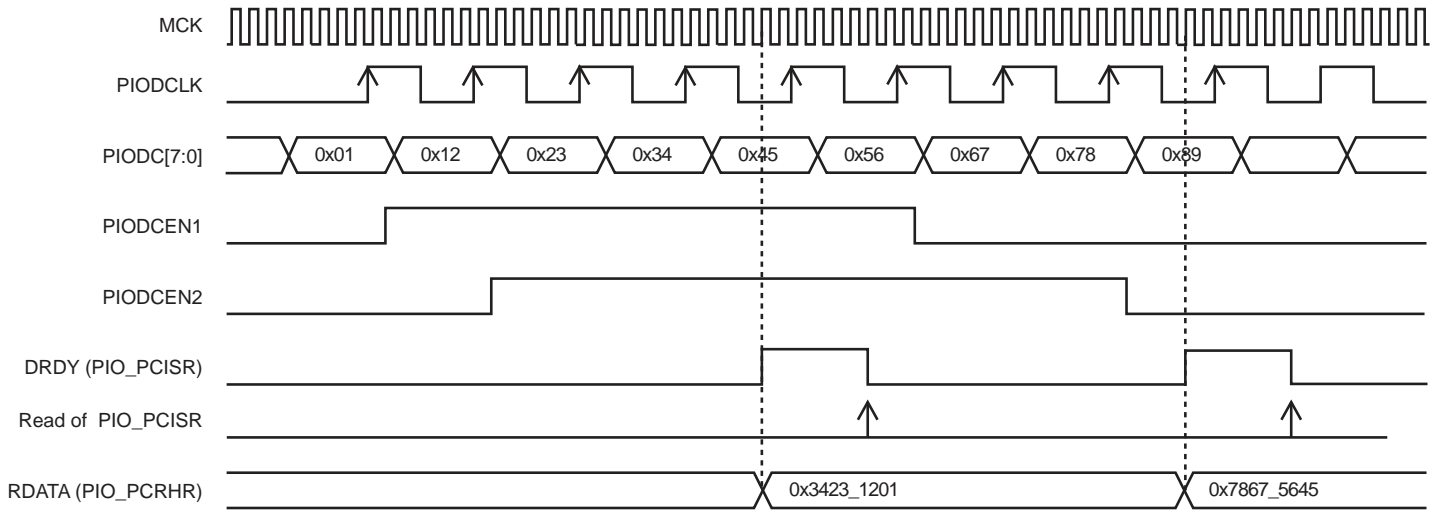 MCK
PIODCLK
PIODC[7:0] 0x01 0x12 0x23 0x34 0x45 0x56 0x67 0x78 0x89
PIODCEN1
PIODCEN2
DRDY (PIO_PCISR)
Read of PIO_PCISR
RDATA (PIO_PCRHR) 0x3423_1201 0x7867_5645